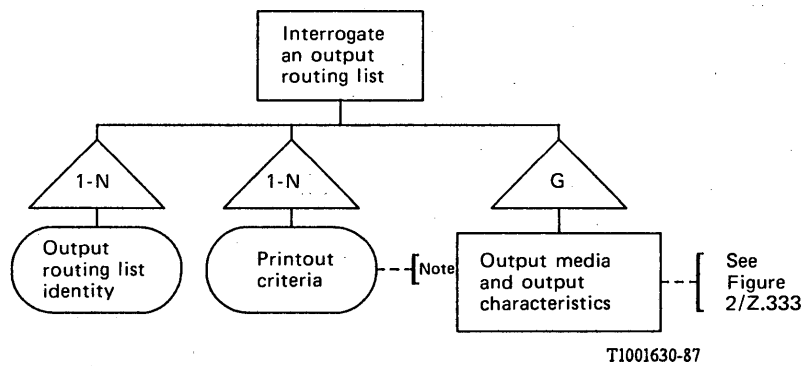 Interrogate
an output
routing list
1-N
1-N
G
Output
routing list
identity
Printout
criteria
Note
Output media
and output
characteristics
See
Figure
2/Z.333
T1001630-87